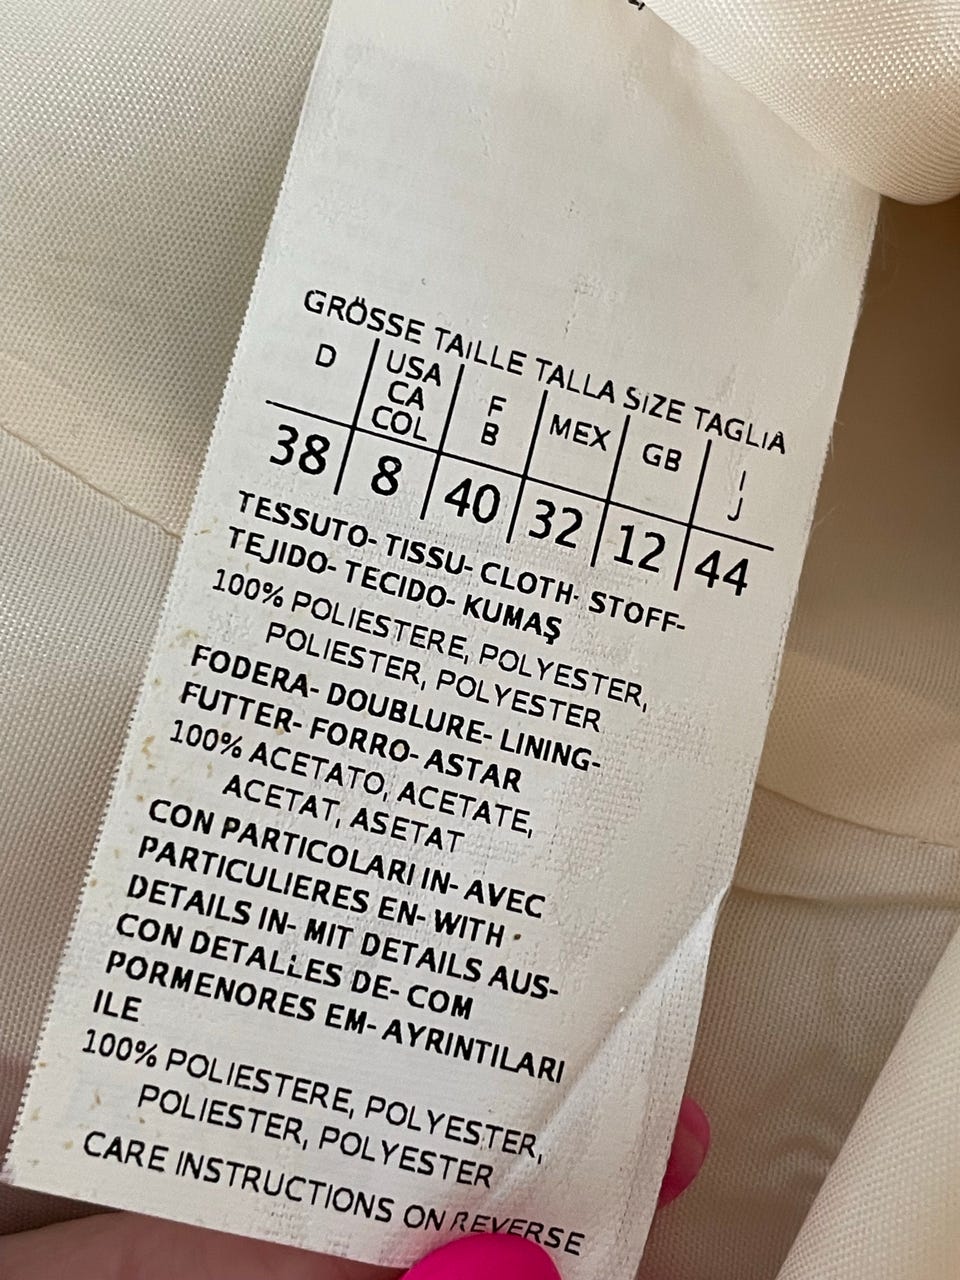 GRÖSSE TAILLE TALLA SIZE TAGLIA
D USA CA COL F B MEX GB I J
38 8 40 32 12 44
TESSUTO- TISSU- CLOTH- STOFF-
TEJIDO- TECIDO- KUMAŞ
100% POLIESTERE, POLYESTER,
POLIESTER, POLYESTER
FODERA- DOUBLURE- LINING-
FUTTER- FORRO- ASTAR
100% ACETATO, ACETATE,
ACETAT, ASETAT
CON PARTICOLARI IN- AVEC
PARTICULIERES EN- WITH
DETAILS IN- MIT DETAILS AUS-
CON DETALLES DE- COM
PORMENORES EM- AYRINTILARI
ILE
100% POLIESTERE, POLYESTER,
POLIESTER, POLYESTER
CARE INSTRUCTIONS ON REVERSE